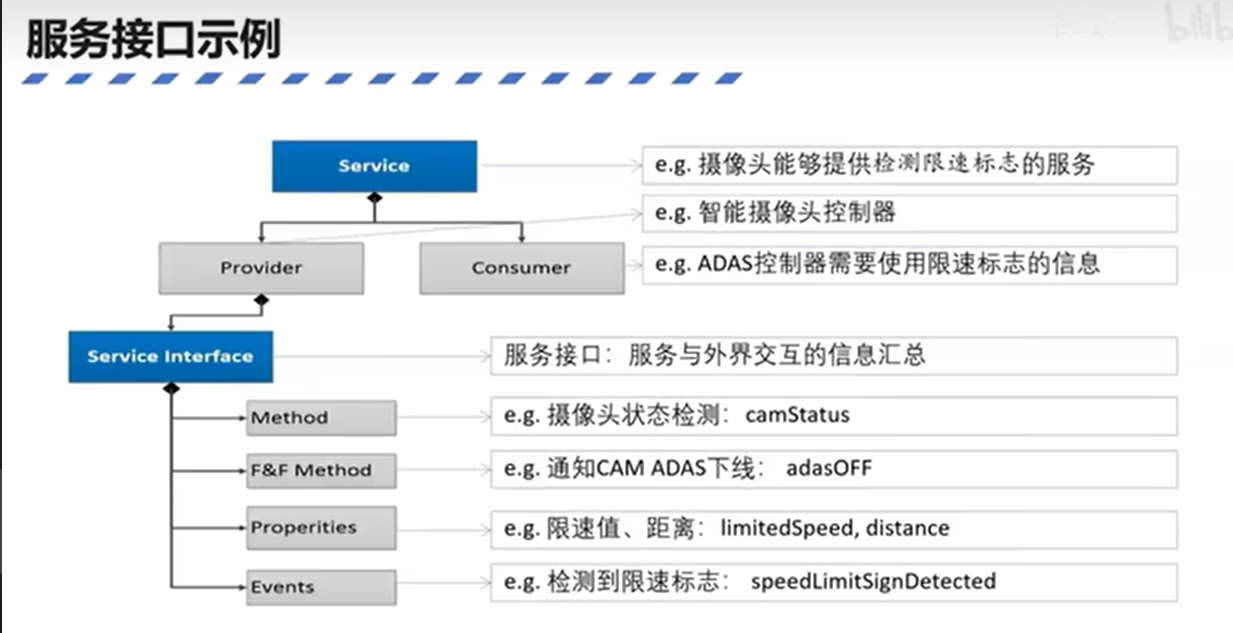 服务接口示例
bilib
Service
e.g. 摄像头能够提供检测限速标志的服务
e.g. 智能摄像头控制器
Provider
Consumer
e.g. ADAS控制器需要使用限速标志的信息
Service Interface
服务接口：服务与外界交互的信息汇总
Method
e.g. 摄像头状态检测：camStatus
F&F Method
e.g. 通知CAM ADAS下线： adasOFF
Properities
e.g. 限速值、距离：limitedSpeed, distance
Events
e.g. 检测到限速标志： speedLimitSignDetected